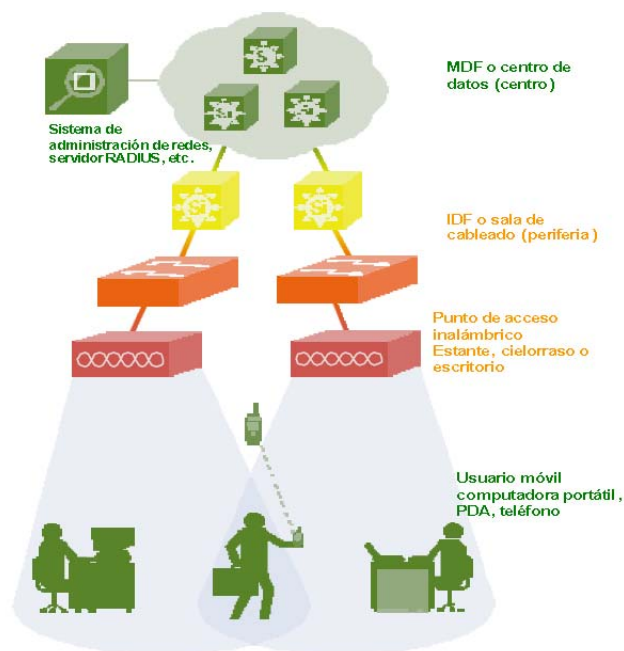 MDF o centro de
datos (centro)
Sistema de
administración de redes,
servidor RADIUS, etc.
IDF o sala de
cableado (periferia)
Punto de acceso
inalámbrico
Estante, cielorraso o
escritorio
Usuario móvil
computadora portátil,
PDA, teléfono